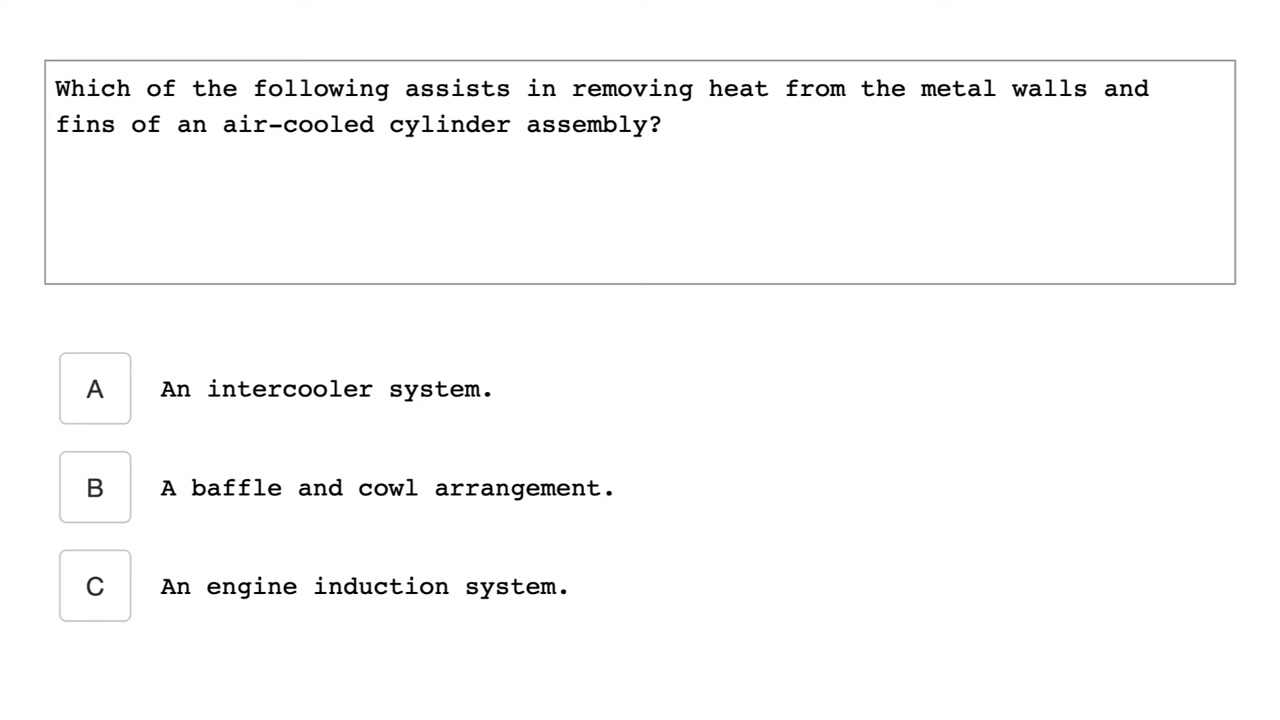 Which of the following assists in removing heat from the metal walls and
fins of an air-cooled cylinder assembly?
A An intercooler system.
B A baffle and cowl arrangement.
C An engine induction system.